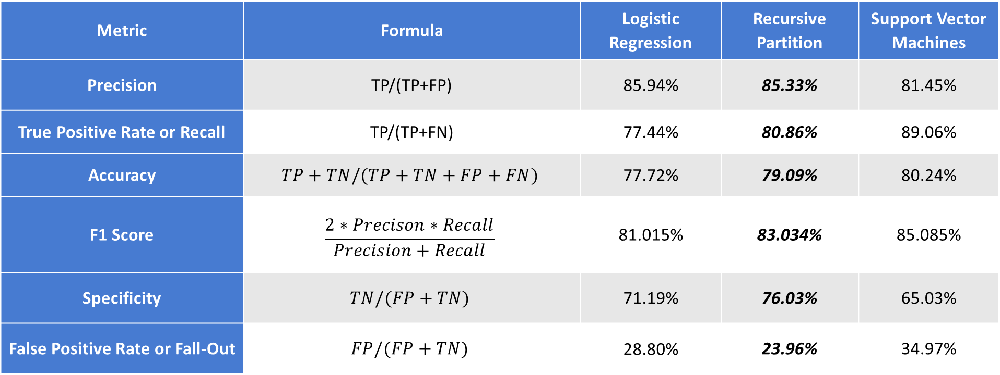 Metric Formula Logistic Regression Recursive Partition Support Vector Machines
Precision TP/(TP+FP) 85.94% 85.33% 81.45%
True Positive Rate or Recall TP/(TP+FN) 77.44% 80.86% 89.06%
Accuracy TP + TN/(TP + TN + FP + FN) 77.72% 79.09% 80.24%
F1 Score 2 ∗ Precison ∗ Recall / Precision + Recall 81.015% 83.034% 85.085%
Specificity TN/(FP + TN) 71.19% 76.03% 65.03%
False Positive Rate or Fall-Out FP/(FP + TN) 28.80% 23.96% 34.97%